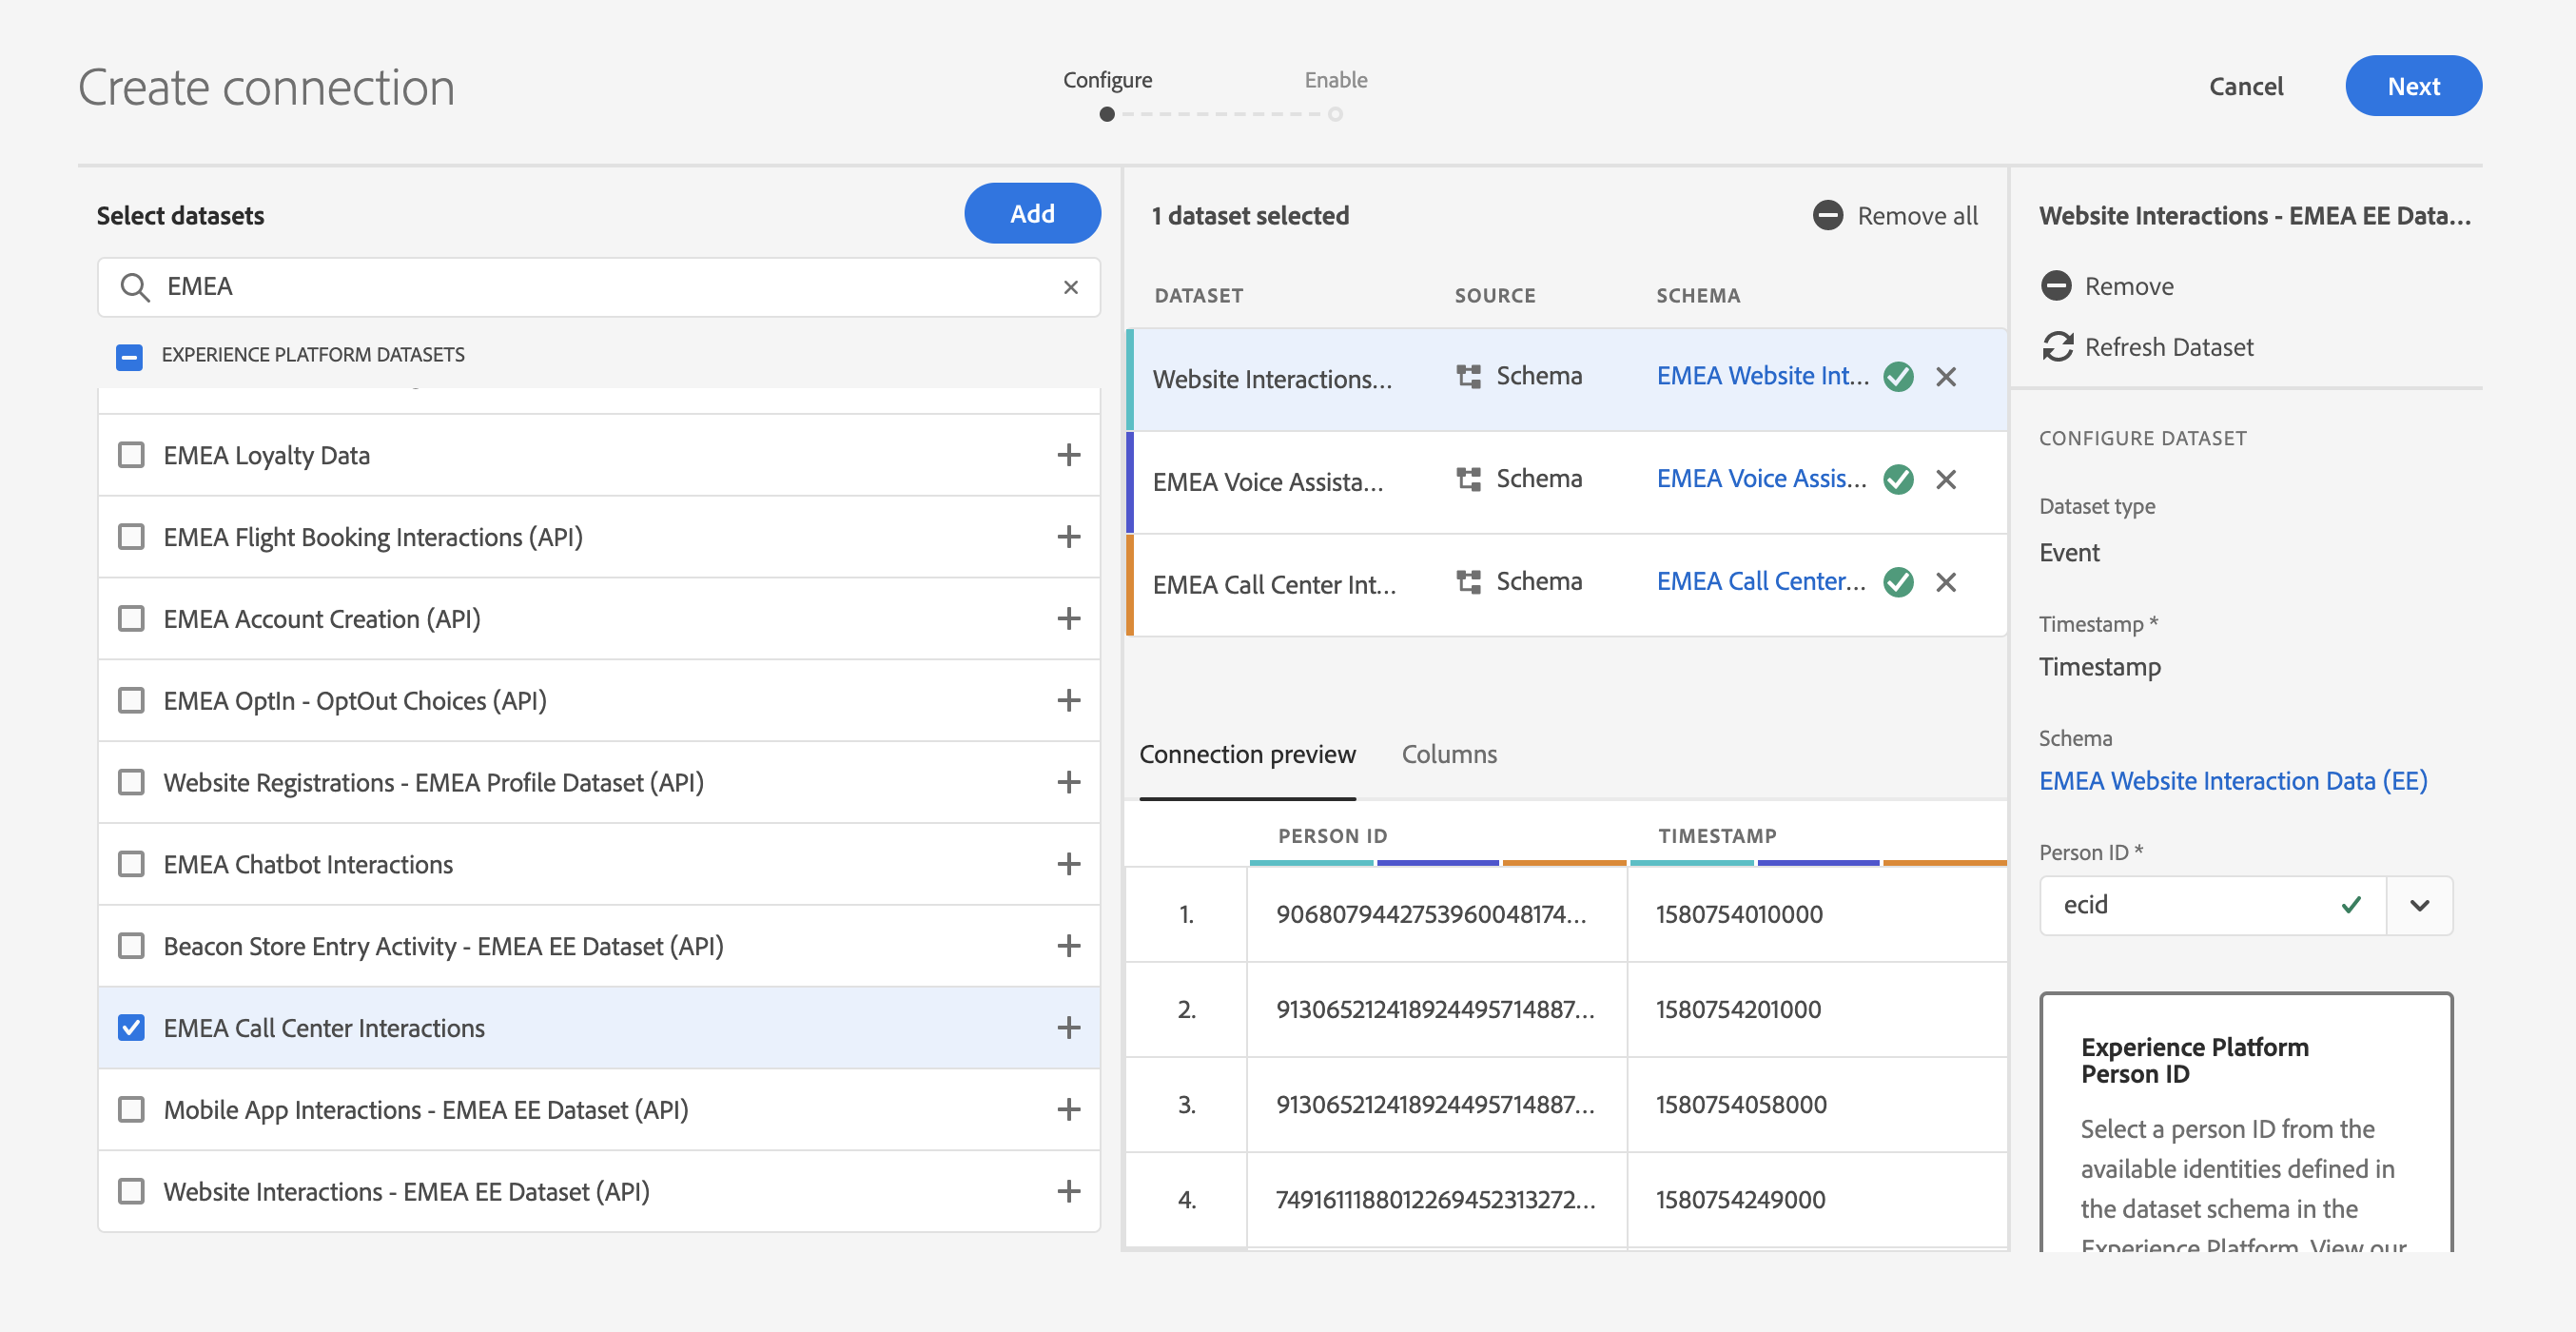 Create connection
Configure
Enable
Cancel
Next
Select datasets
Add
EMEA
EXPERIENCE PLATFORM DATASETS
EMEA Loyalty Data
EMEA Flight Booking Interactions (API)
EMEA Account Creation (API)
EMEA OptIn - OptOut Choices (API)
Website Registrations - EMEA Profile Dataset (API)
EMEA Chatbot Interactions
Beacon Store Entry Activity - EMEA EE Dataset (API)
EMEA Call Center Interactions
Mobile App Interactions - EMEA EE Dataset (API)
Website Interactions - EMEA EE Dataset (API)
1 dataset selected
Remove all
DATASET SOURCE SCHEMA
Website Interactions... Schema EMEA Website Int...
EMEA Voice Assista... Schema EMEA Voice Assis...
EMEA Call Center Int... Schema EMEA Call Center...
Connection preview Columns
PERSON ID TIMESTAMP
1. 9068079442753960048174... 1580754010000
2. 913065212418924495714887... 1580754201000
3. 913065212418924495714887... 1580754058000
4. 7491611188012269452313272... 1580754249000
Website Interactions - EMEA EE Data...
Remove
Refresh Dataset
CONFIGURE DATASET
Dataset type
Event
Timestamp *
Timestamp
Schema
EMEA Website Interaction Data (EE)
Person ID *
ecid
Experience Platform
Person ID
Select a person ID from the
available identities defined in
the dataset schema in the
Experience Platform. View our